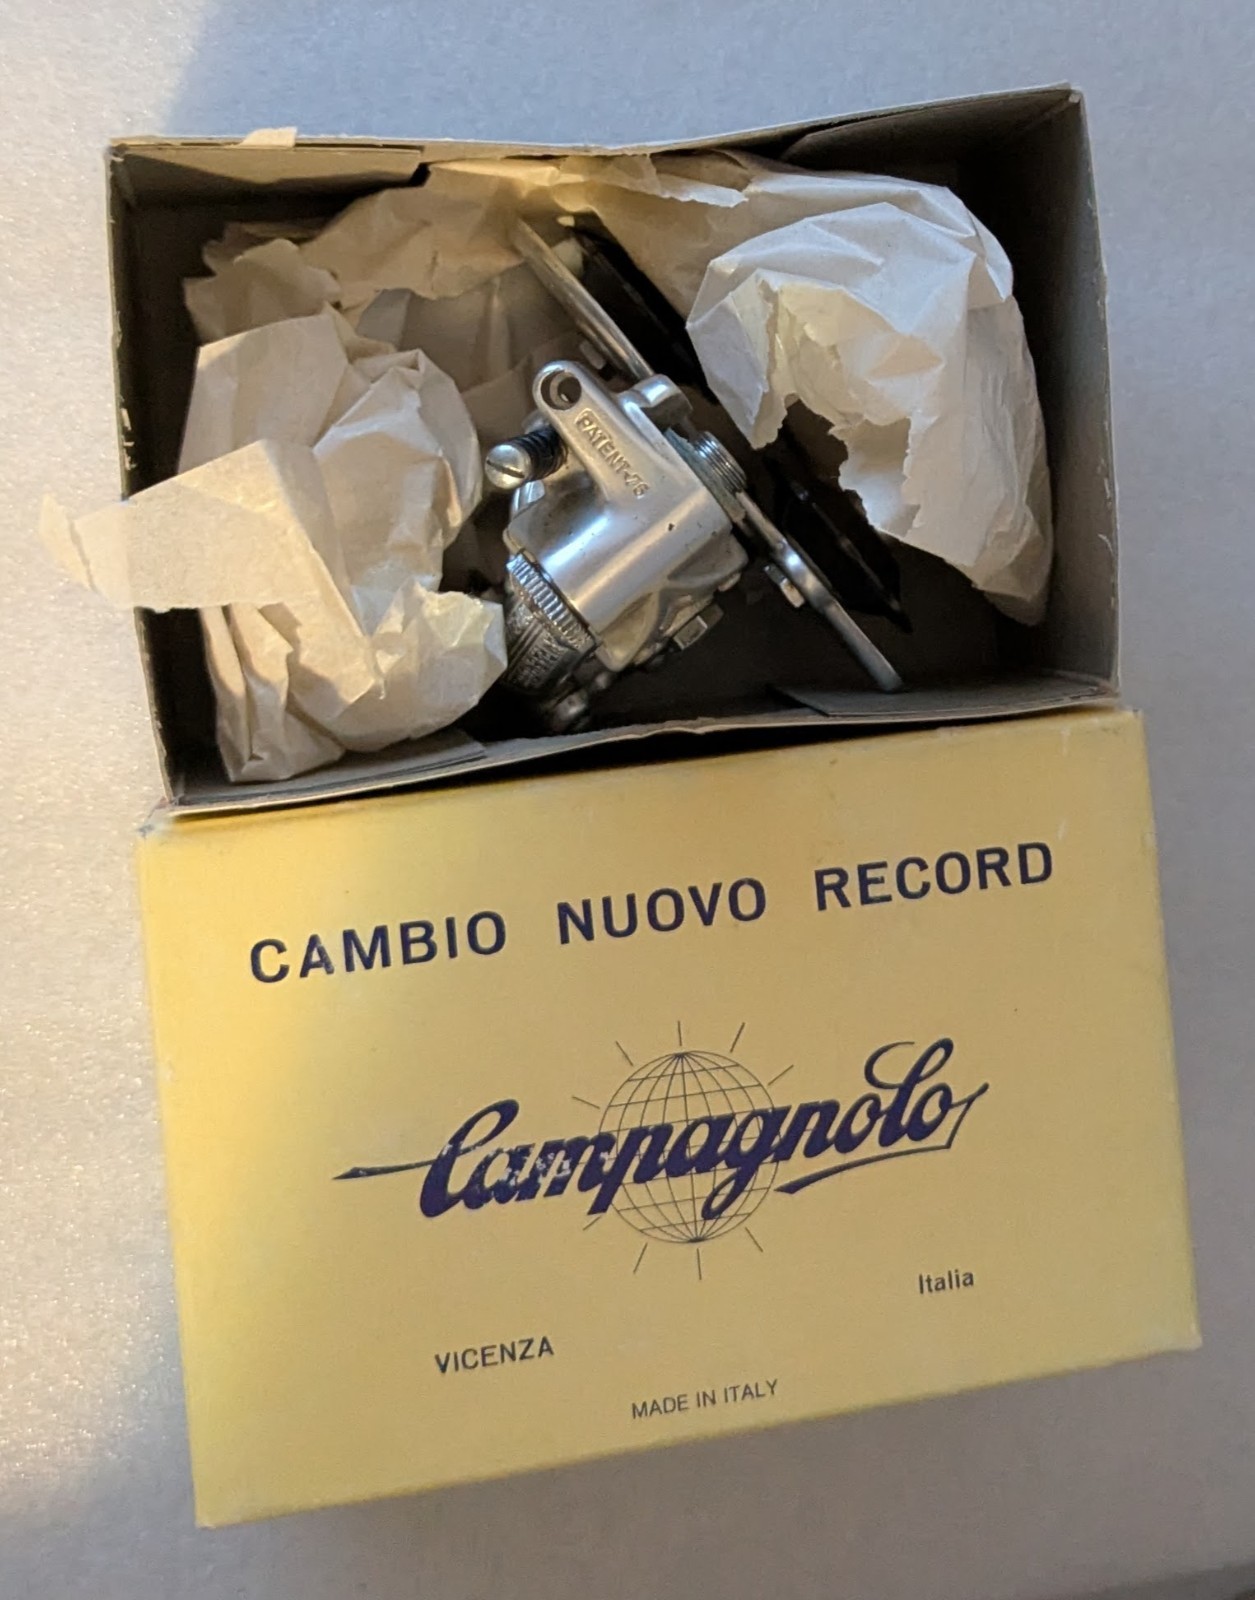 PATENT-76
CAMBIO NUOVO RECORD
Campagnolo
Italia
VICENZA
MADE IN ITALY